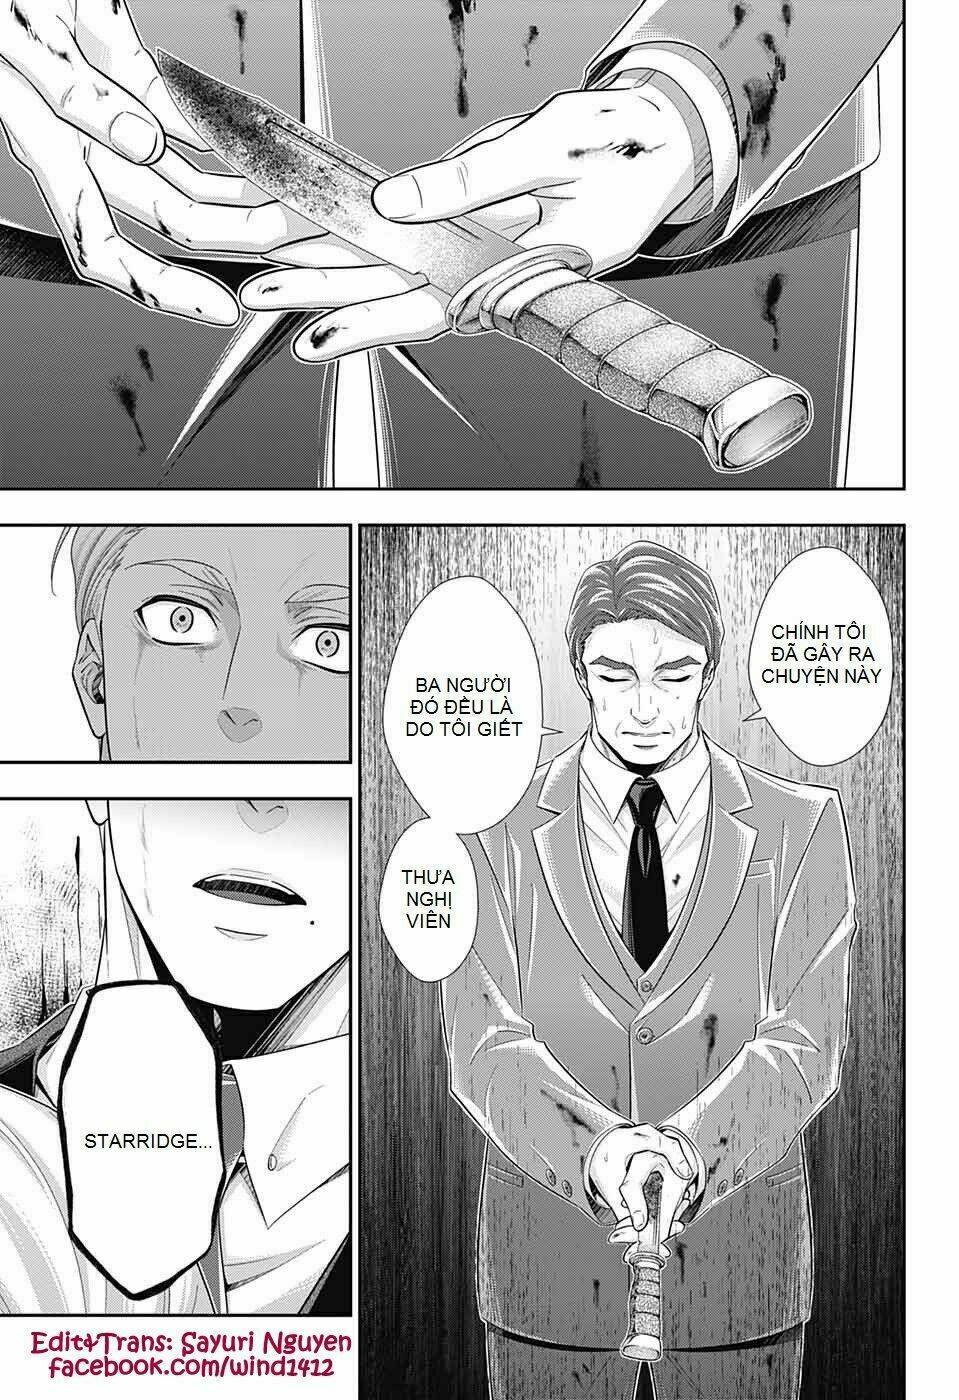 CHÍNH TÔI
ĐÃ GÂY RA
CHUYỆN NÀY
BA NGƯỜI
ĐÓ ĐỀU LÀ
DO TÔI GIẾT
THƯA
NGHỊ
VIÊN
STARRIDGE...
Edit&Trans: Sayuri Nguyen
facebook.com/wind1412